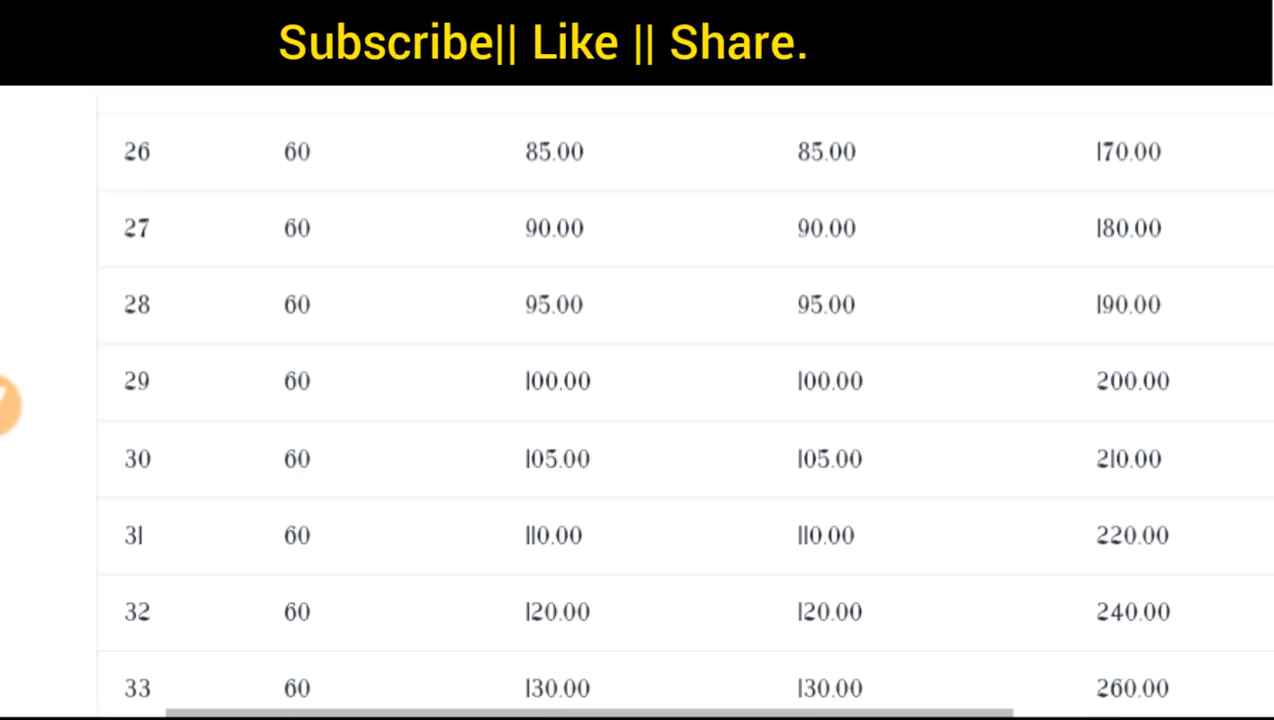 Subscribe|| Like || Share.
26 60 85.00 85.00 170.00
27 60 90.00 90.00 180.00
28 60 95.00 95.00 190.00
29 60 100.00 100.00 200.00
30 60 105.00 105.00 210.00
31 60 110.00 110.00 220.00
32 60 120.00 120.00 240.00
33 60 130.00 130.00 260.00